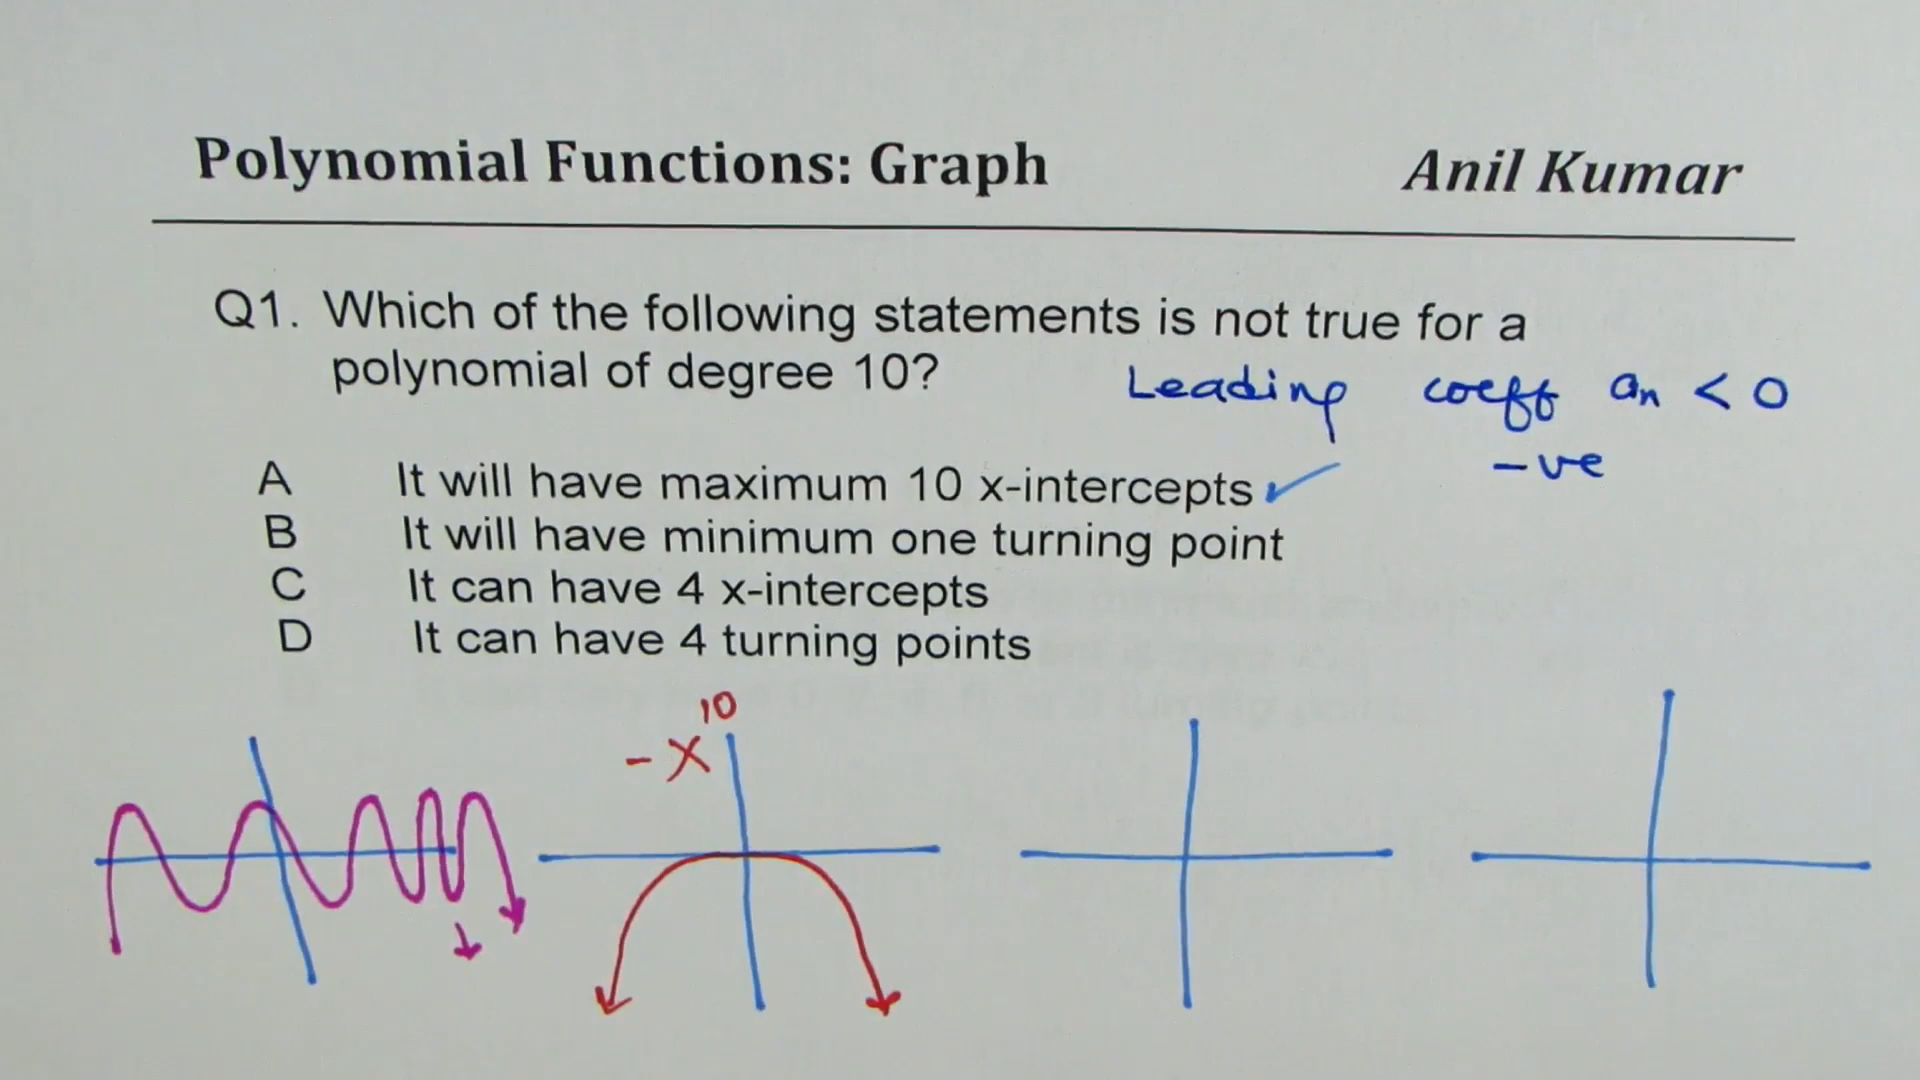 Polynomial Functions: Graph Anil Kumar
Q1. Which of the following statements is not true for a
polynomial of degree 10?
Leading coeff an < 0
-ve
A It will have maximum 10 x-intercepts ✓
B It will have minimum one turning point
C It can have 4 x-intercepts
D It can have 4 turning points
-x¹⁰